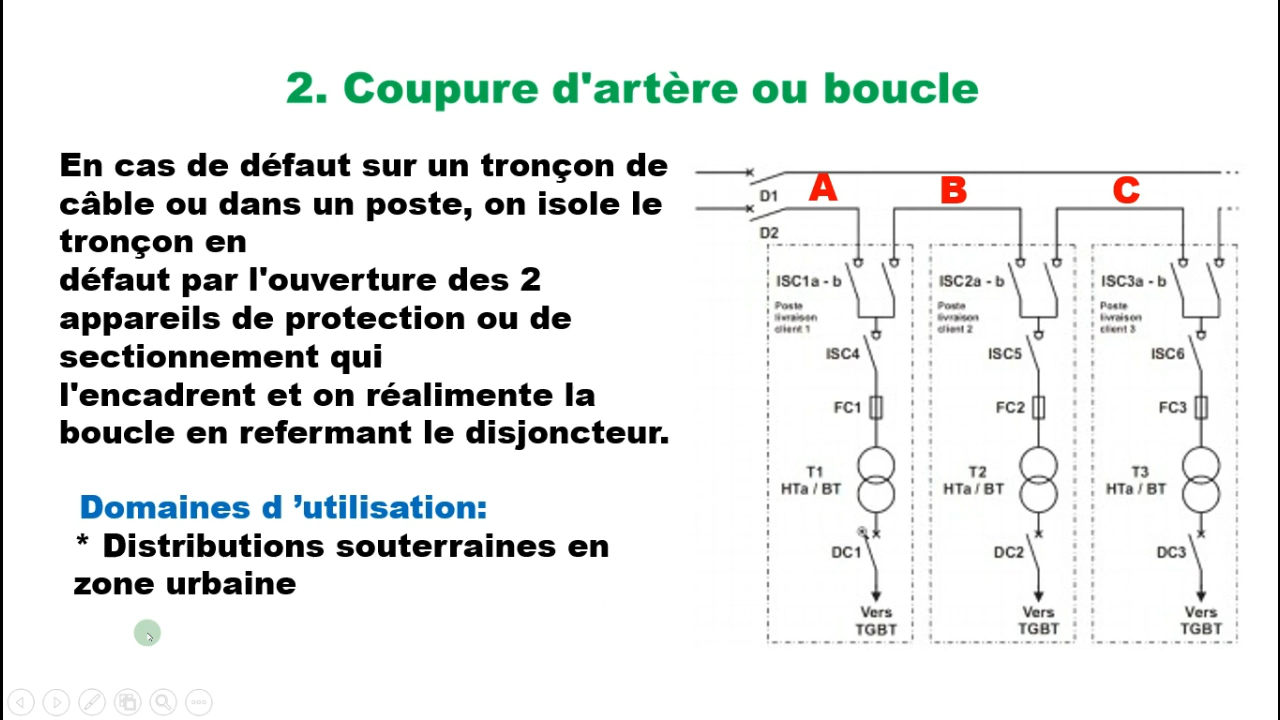 2. Coupure d'artère ou boucle
En cas de défaut sur un tronçon de
câble ou dans un poste, on isole le
tronçon en
défaut par l'ouverture des 2
appareils de protection ou de
sectionnement qui
l'encadrent et on réalimente la
boucle en refermant le disjoncteur.
Domaines d ’utilisation:
* Distributions souterraines en
zone urbaine
A B C
D1
D2
ISC1a - b ISC2a - b ISC3a - b
Poste Poste Poste
livraison livraison livraison
client 1 client 2 client 3
ISC4 ISC5 ISC6
FC1 FC2 FC3
T1 T2 T3
HTa / BT HTa / BT HTa / BT
DC1 DC2 DC3
Vers Vers Vers
TGBT TGBT TGBT